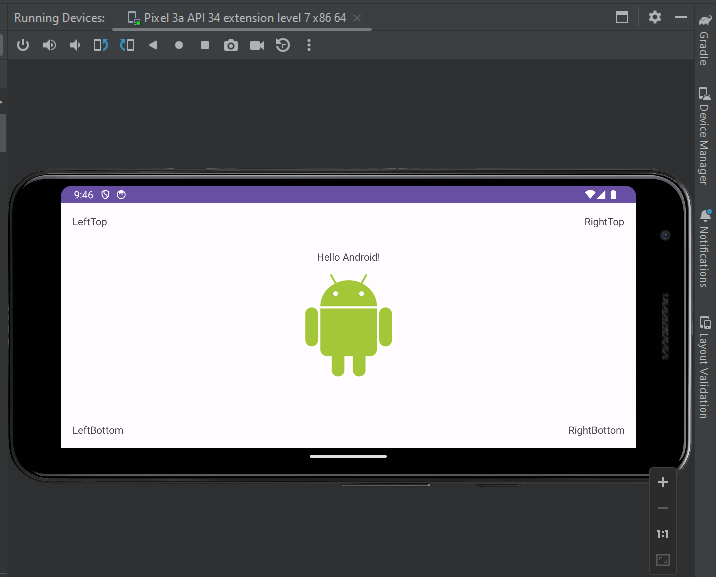 Running Devices: Pixel 3a API 34 extension level 7 x86 64
Gradle
Device Manager
Notifications
Layout Validation
9:46
LeftTop RightTop
Hello Android!
LeftBottom RightBottom
1:1